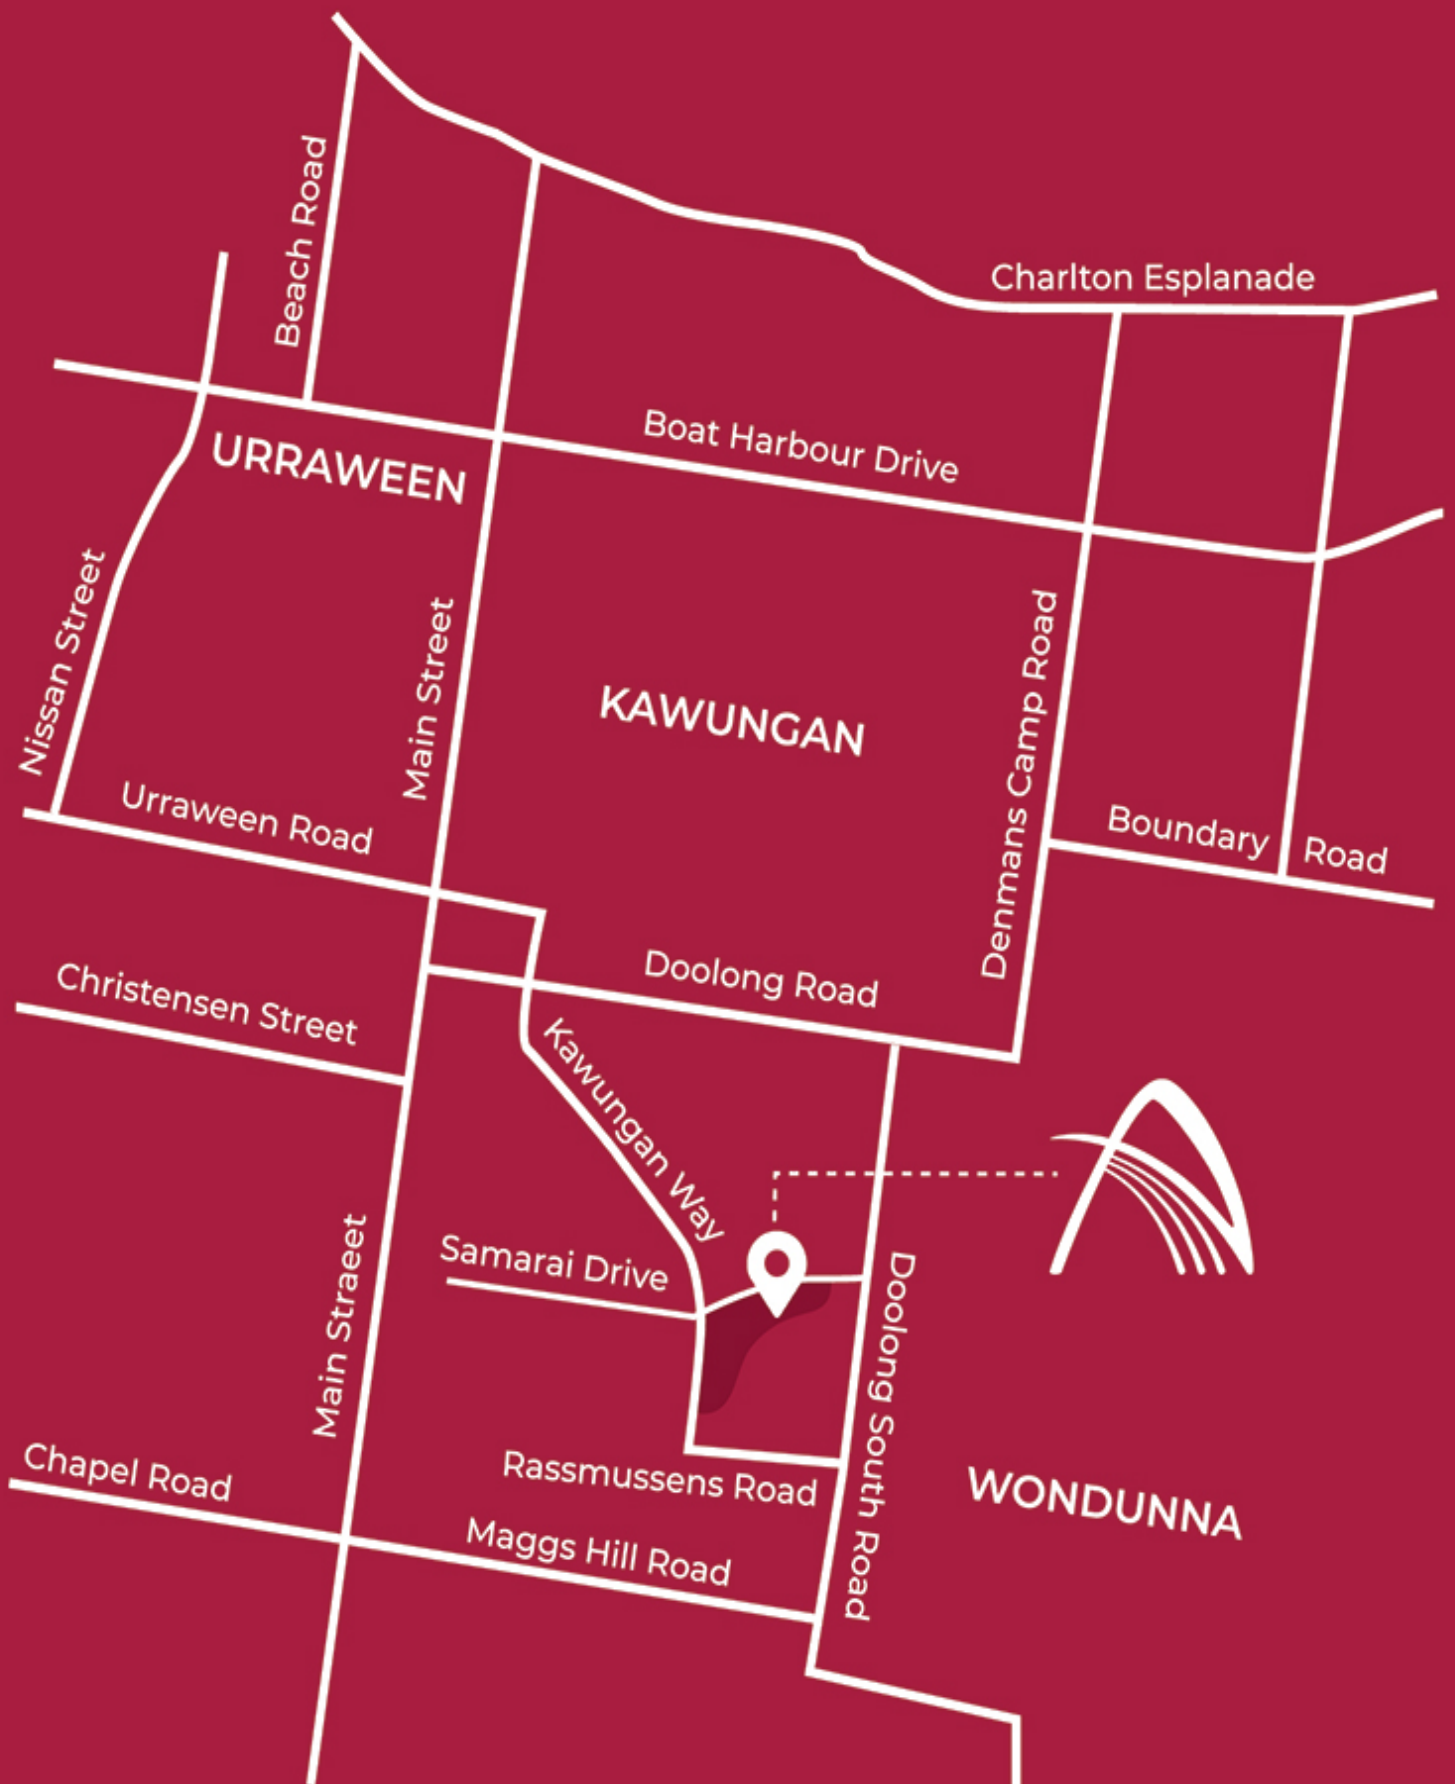 Beach Road
Charlton Esplanade
Boat Harbour Drive
URRAWEEN
Nissan Street
Main Street
KAWUNGAN
Denmans Camp Road
Urraween Road
Boundary Road
Doolong Road
Christensen Street
Kawungan Way
Samarai Drive
Main Straeet
Doolong South Road
Chapel Road
Rassmussens Road
WONDUNNA
Maggs Hill Road